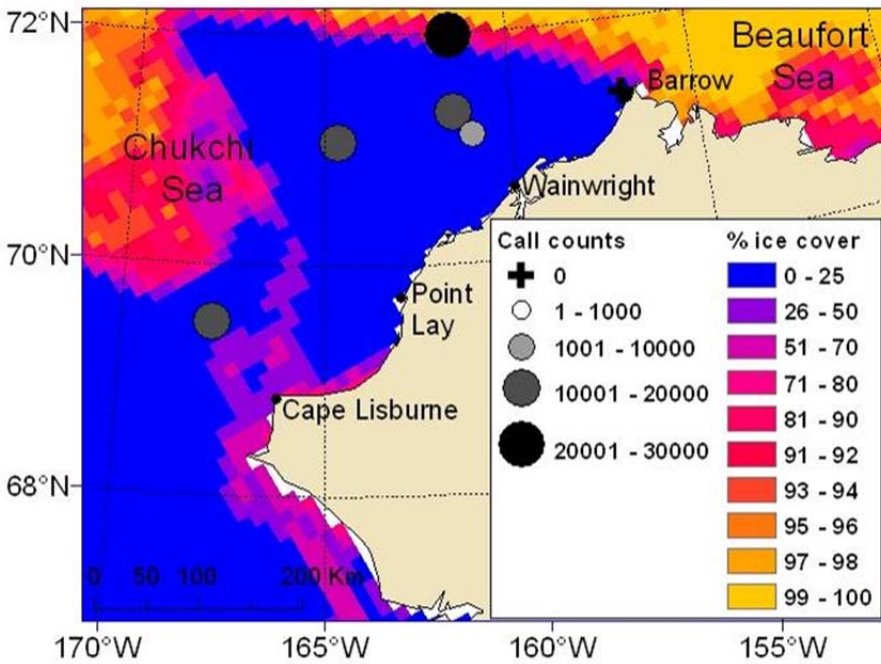 72°N
Beaufort
Sea
Barrow
Chukchi
Sea
Wainwright
70°N
Point
Lay
Cape Lisburne
68°N
0 50 100 200 Km
170°W 165°W 160°W 155°W
Call counts
0
1 - 1000
1001 - 10000
10001 - 20000
20001 - 30000
% ice cover
0 - 25
26 - 50
51 - 70
71 - 80
81 - 90
91 - 92
93 - 94
95 - 96
97 - 98
99 - 100